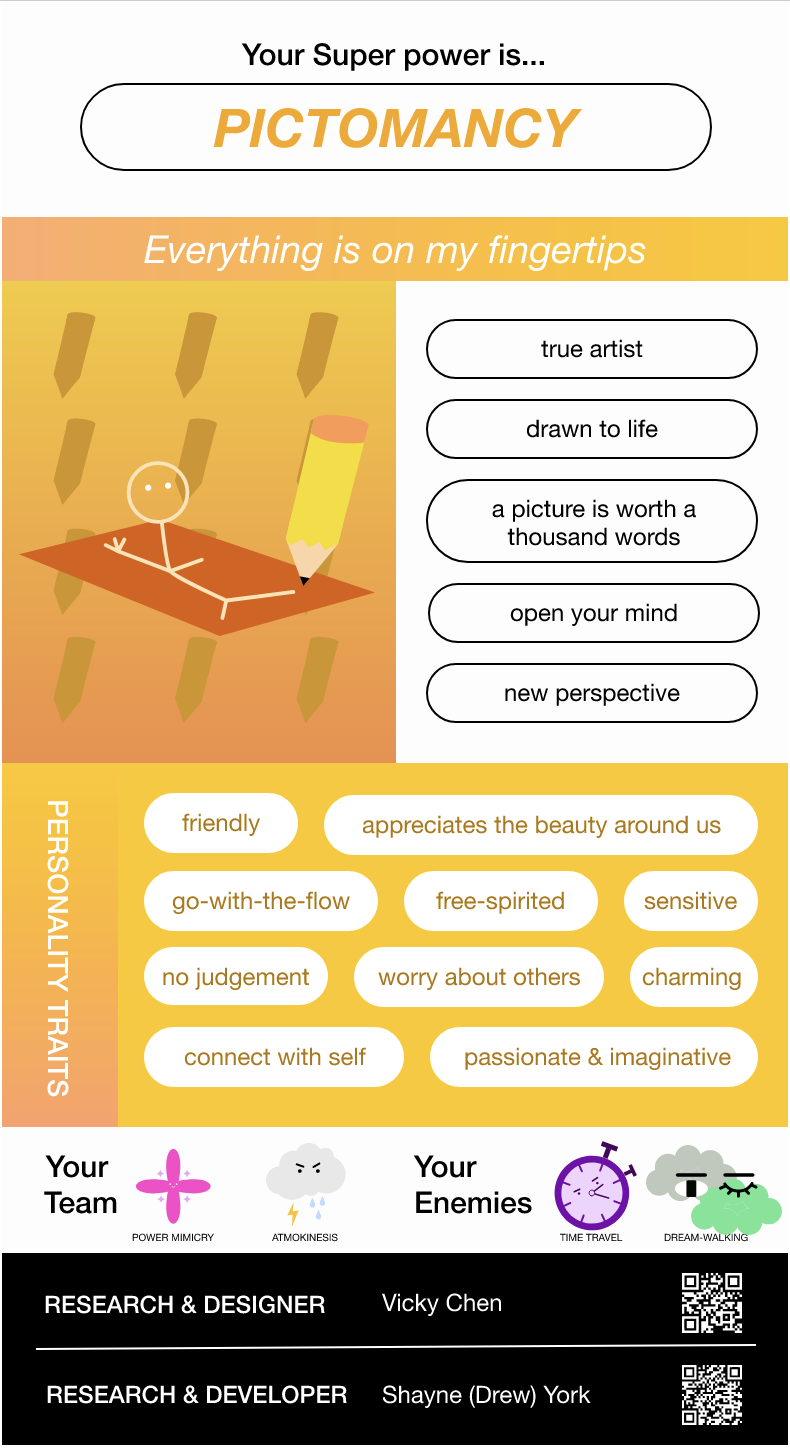 Your Super power is...
PICTOMANCY
Everything is on my fingertips
true artist
drawn to life
a picture is worth a
thousand words
open your mind
new perspective
PERSONALITY TRAITS
friendly
appreciates the beauty around us
go-with-the-flow
free-spirited
sensitive
no judgement
worry about others
charming
connect with self
passionate & imaginative
Your
Team
POWER MIMICRY
ATMOKINESIS
Your
Enemies
TIME TRAVEL
DREAM-WALKING
RESEARCH & DESIGNER
Vicky Chen
RESEARCH & DEVELOPER
Shayne (Drew) York